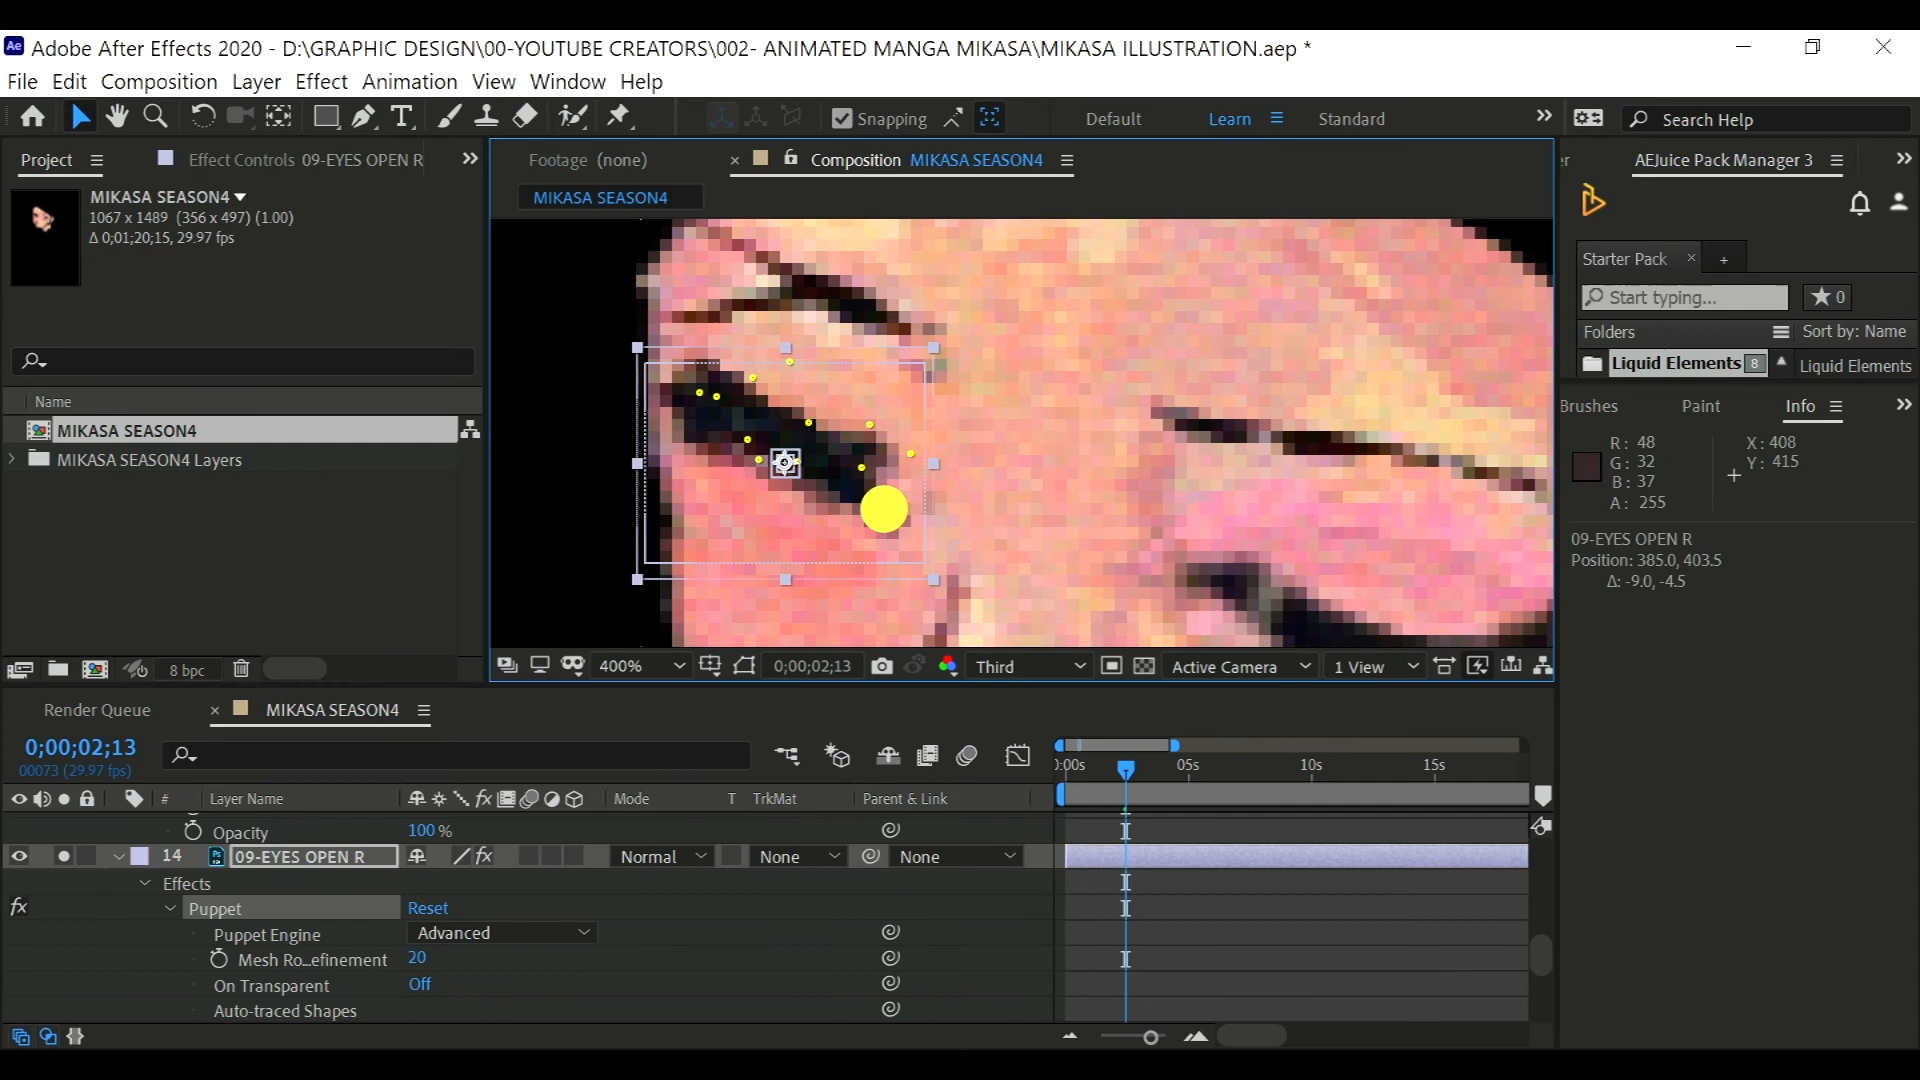 Ae Adobe After Effects 2020 - D:\GRAPHIC DESIGN\00-YOUTUBE CREATORS\002- ANIMATED MANGA MIKASA\MIKASA ILLUSTRATION.aep *
File Edit Composition Layer Effect Animation View Window Help
Snapping Default Learn Standard Search Help
Project Effect Controls 09-EYES OPEN R Footage (none) × Composition MIKASA SEASON4 AEJuice Pack Manager 3
MIKASA SEASON4
MIKASA SEASON4
1067 x 1489 (356 x 497) (1.00)
Δ 0;01;20;15, 29.97 fps
Starter Pack × +
Start typing... 0
Folders Sort by: Name
Liquid Elements 8 Liquid Elements
Name
Brushes Paint Info
MIKASA SEASON4
MIKASA SEASON4 Layers
R: 48 X: 408
G: 32 Y: 415
B: 37
A: 255
09-EYES OPEN R
Position: 385.0, 403.5
Δ: -9.0, -4.5
8 bpc 400% 0;00;02;13 Third Active Camera 1 View
Render Queue × MIKASA SEASON4
0;00;02;13
00073 (29.97 fps)
0:00s 05s 10s 15s
# Layer Name fx Mode T TrkMat Parent & Link
Opacity 100 %
14 Ps 09-EYES OPEN R fx Normal None None
Effects
fx Puppet Reset
Puppet Engine Advanced
Mesh Ro...efinement 20
On Transparent Off
Auto-traced Shapes